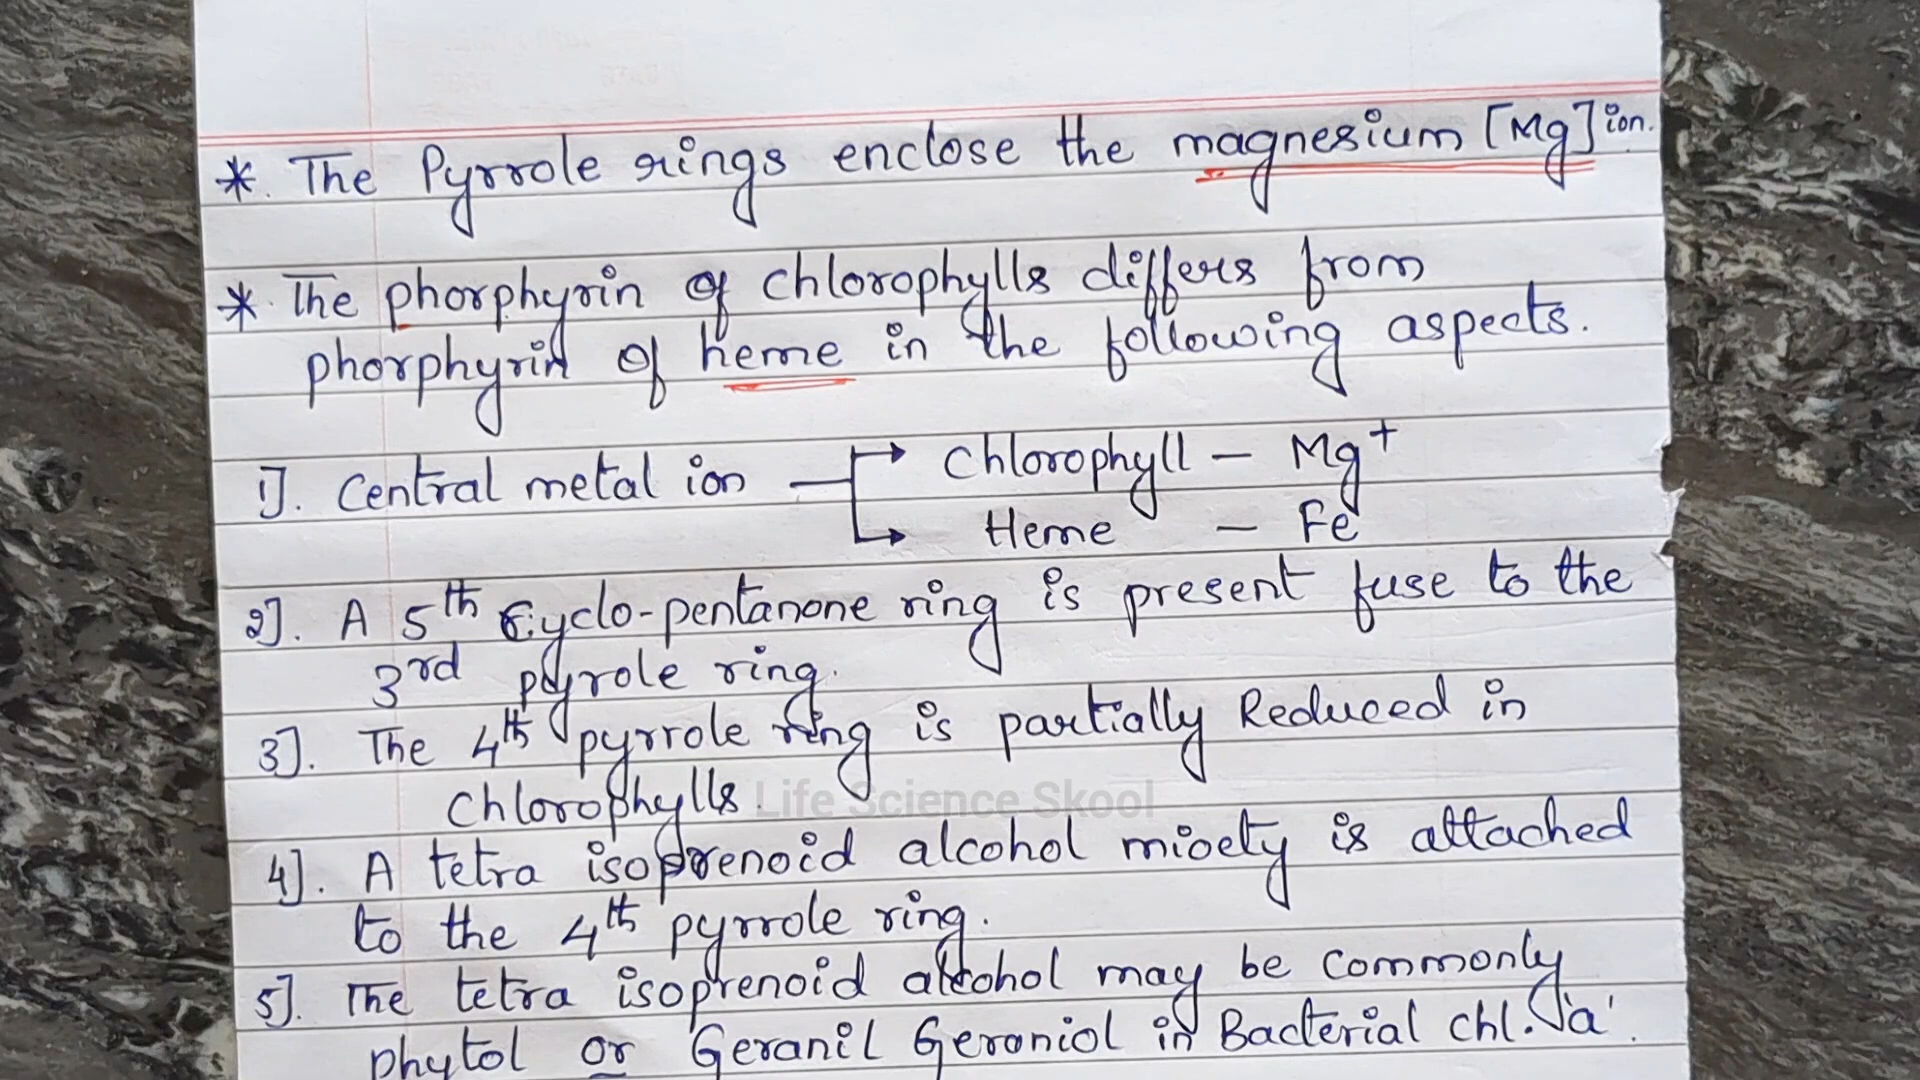 * The Pyrrole rings enclose the magnesium [Mg] ion.
* The phorphyrin of chlorophylls differs from
phorphyrin of heme in the following aspects.
1]. Central metal ion → Chlorophyll – Mg+
→ Heme – Fe
2]. A 5th Cyclo-pentanone ring is present fuse to the
3rd pyrole ring.
3]. The 4th pyrrole ring is partially Reduced in
Chlorophylls.
Life Science Skool
4]. A tetra isoprenoid alcohol mioety is attached
to the 4th pyrrole ring.
5]. The tetra isoprenoid alcohol may be commonly
phytol or Geranil Geroniol in Bacterial chl. 'a'.